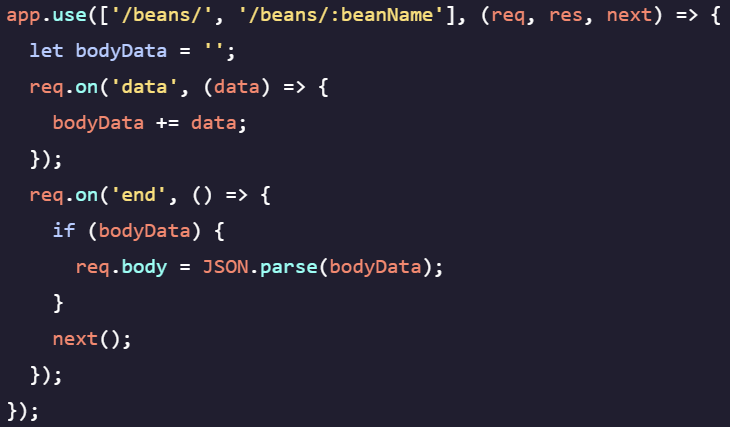 app.use(['/beans/', '/beans/:beanName'], (req, res, next) => {
  let bodyData = '';
  req.on('data', (data) => {
    bodyData += data;
  });
  req.on('end', () => {
    if (bodyData) {
      req.body = JSON.parse(bodyData);
    }
    next();
  });
});